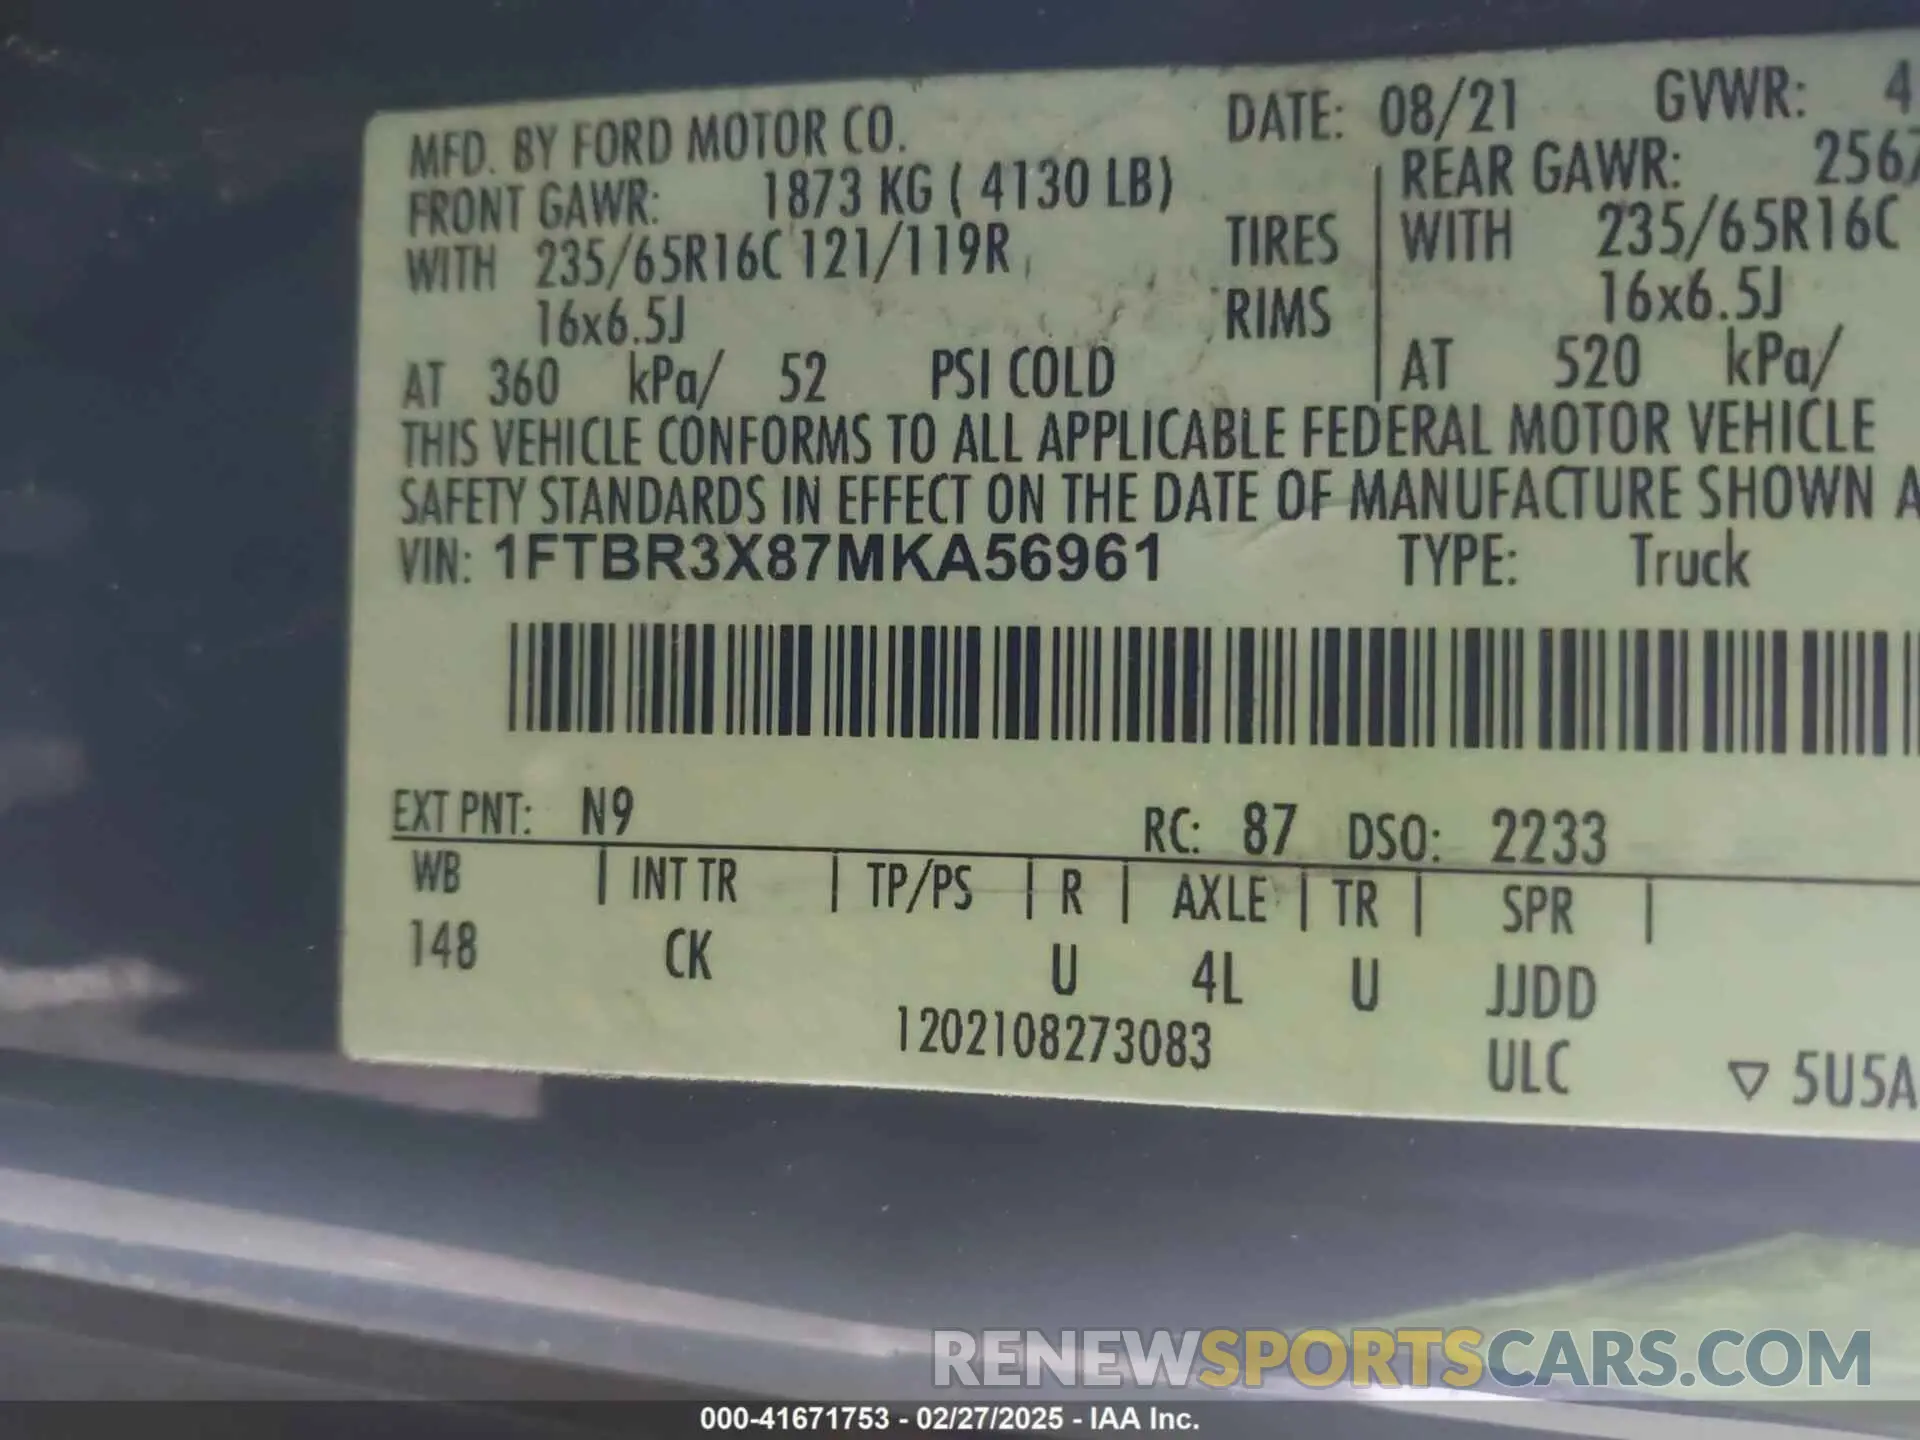 MFD. BY FORD MOTOR CO. DATE: 08/21 GVWR: 4
FRONT GAWR: 1873 KG ( 4130 LB) REAR GAWR: 2567
WITH 235/65R16C 121/119R TIRES WITH 235/65R16C
16x6.5J RIMS 16x6.5J
AT 360 kPa/ 52 PSI COLD AT 520 kPa/
THIS VEHICLE CONFORMS TO ALL APPLICABLE FEDERAL MOTOR VEHICLE
SAFETY STANDARDS IN EFFECT ON THE DATE OF MANUFACTURE SHOWN A
VIN: 1FTBR3X87MKA56961 TYPE: Truck
EXT PNT: N9 RC: 87 DSO: 2233
WB | INT TR | TP/PS | R | AXLE | TR | SPR |
148 CK U 4L U JJDD
1202108273083 ULC ▽ 5U5A
RENEWSPORTSCARS.COM
000-41671753 - 02/27/2025 - IAA Inc.